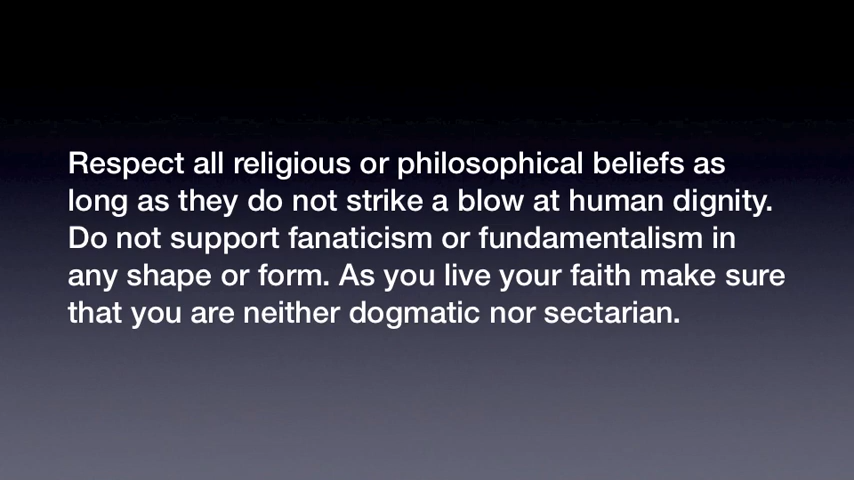 Respect all religious or philosophical beliefs as
long as they do not strike a blow at human dignity.
Do not support fanaticism or fundamentalism in
any shape or form. As you live your faith make sure
that you are neither dogmatic nor sectarian.